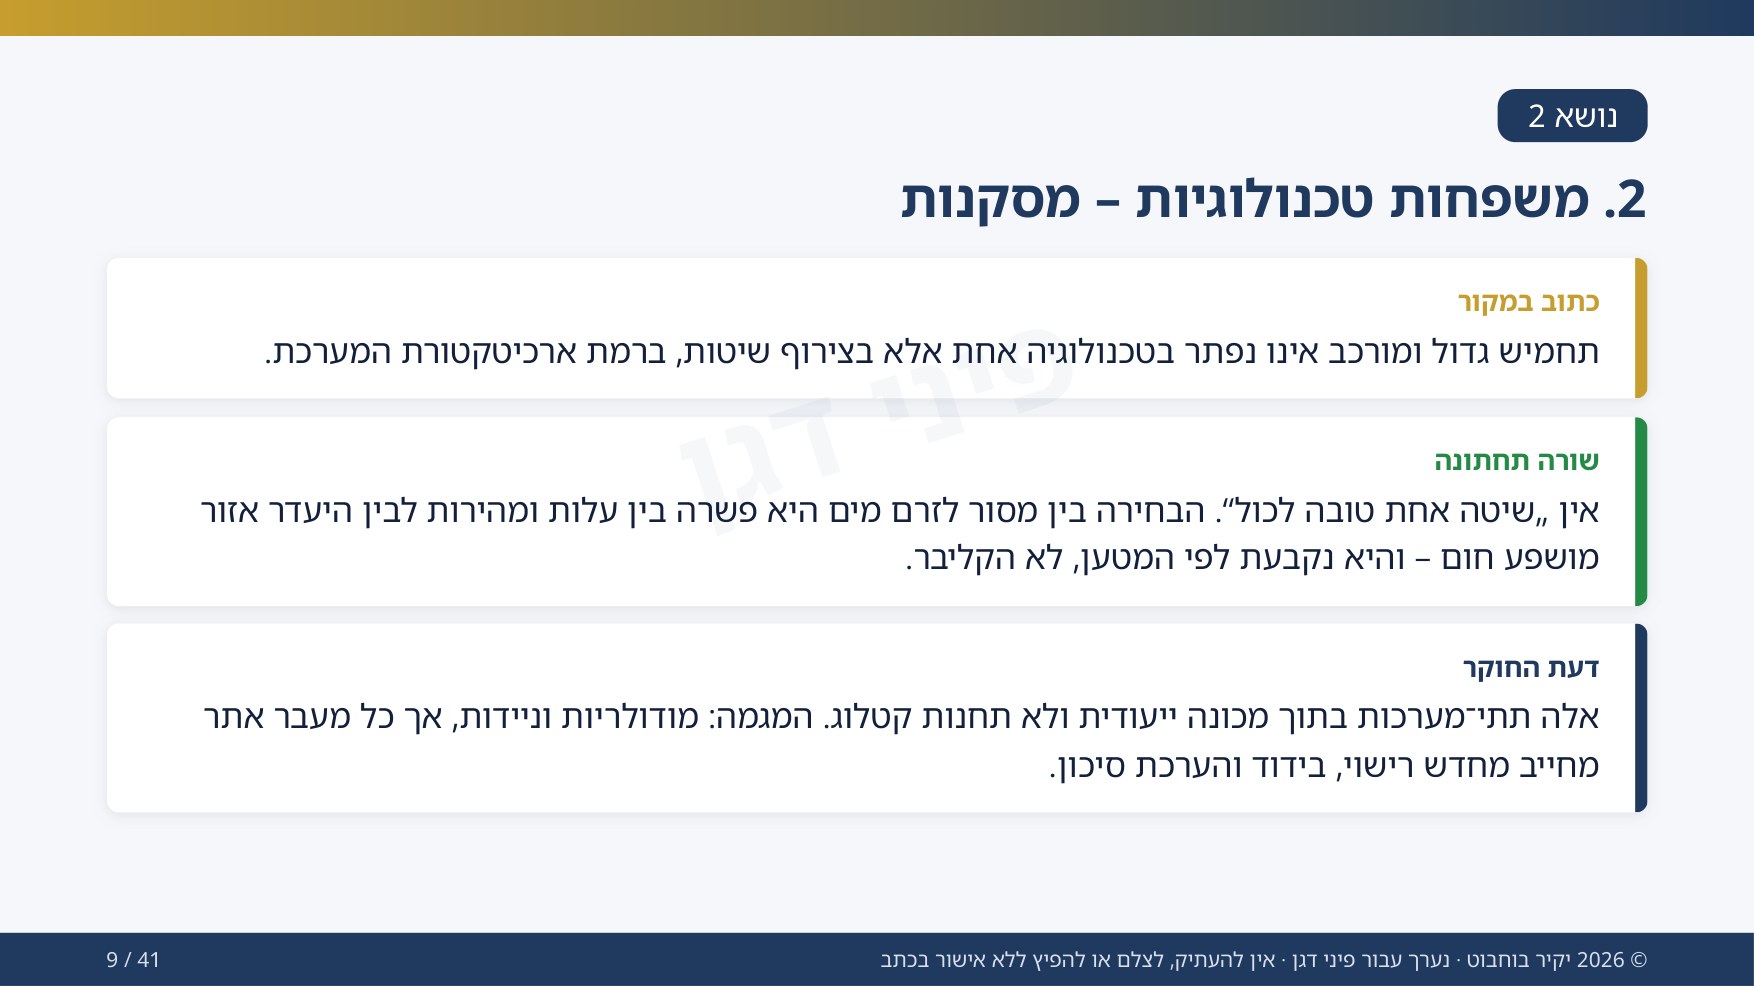 נושא 2
2. משפחות טכנולוגיות – מסקנות
כתוב במקור
תחמיש גדול ומורכב אינו נפתר בטכנולוגיה אחת אלא בצירוף שיטות, ברמת ארכיטקטורת המערכת.
פיני דגן
שורה תחתונה
אין „שיטה אחת טובה לכול“. הבחירה בין מסור לזרם מים היא פשרה בין עלות ומהירות לבין היעדר אזור
מושפע חום – והיא נקבעת לפי המטען, לא הקליבר.
דעת החוקר
אלה תתי־מערכות בתוך מכונה ייעודית ולא תחנות קטלוג. המגמה: מודולריות וניידות, אך כל מעבר אתר
מחייב מחדש רישוי, בידוד והערכת סיכון.
© 2026 יקיר בוחבוט · נערך עבור פיני דגן · אין להעתיק, לצלם או להפיץ ללא אישור בכתב
9 / 41